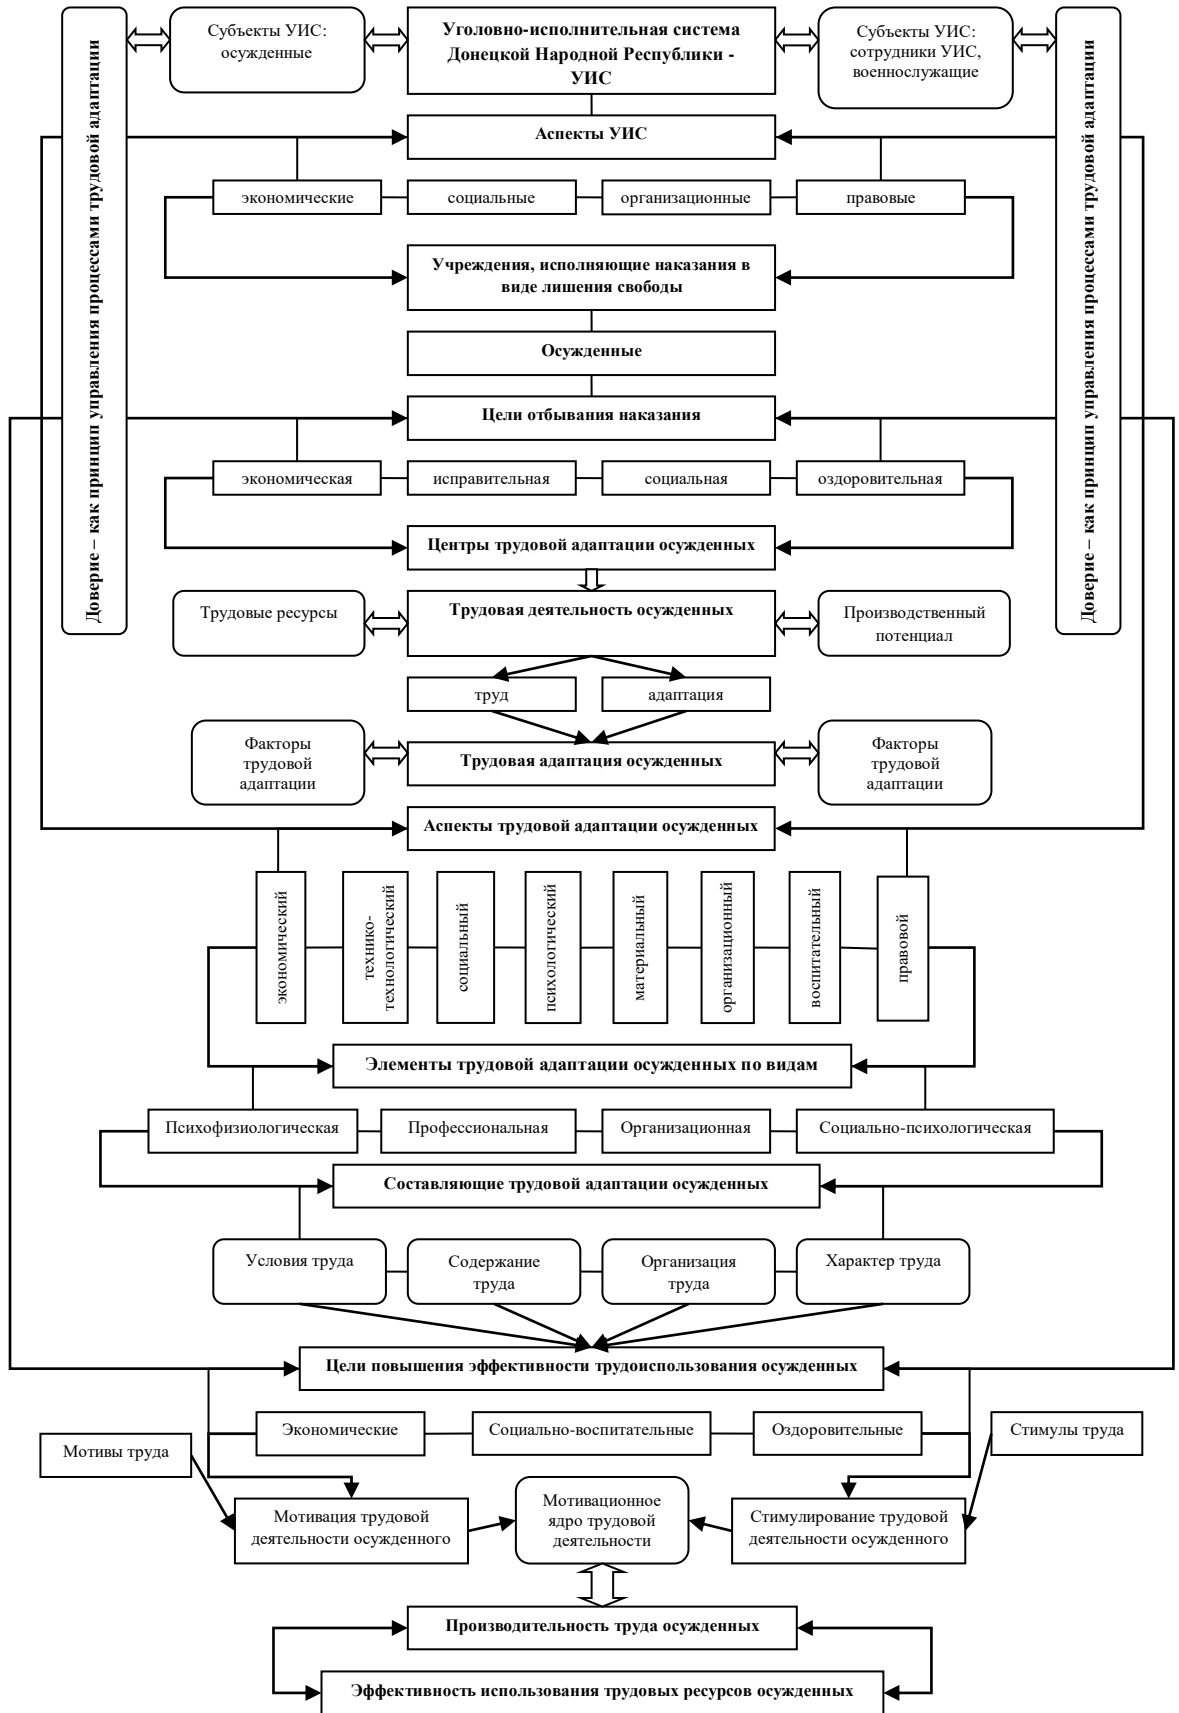 Доверие – как принцип управления процессами трудовой адаптации
Субъекты УИС:
осужденные
Уголовно-исполнительная система
Донецкой Народной Республики -
УИС
Субъекты УИС:
сотрудники УИС,
военнослужащие
Доверие – как принцип управления процессами трудовой адаптации
Аспекты УИС
экономические
социальные
организационные
правовые
Учреждения, исполняющие наказания в
виде лишения свободы
Осужденные
Цели отбывания наказания
экономическая
исправительная
социальная
оздоровительная
Центры трудовой адаптации осужденных
Трудовые ресурсы
Трудовая деятельность осужденных
Производственный
потенциал
труд
адаптация
Факторы
трудовой
адаптации
Трудовая адаптация осужденных
Факторы
трудовой
адаптации
Аспекты трудовой адаптации осужденных
экономический
технико-
технологический
социальный
психологический
материальный
организационный
воспитательный
правовой
Элементы трудовой адаптации осужденных по видам
Психофизиологическая
Профессиональная
Организационная
Социально-психологическая
Составляющие трудовой адаптации осужденных
Условия труда
Содержание
труда
Организация
труда
Характер труда
Цели повышения эффективности трудоиспользования осужденных
Экономические
Социально-воспитательные
Оздоровительные
Мотивы труда
Стимулы труда
Мотивация трудовой
деятельности осужденного
Мотивационное
ядро трудовой
деятельности
Стимулирование трудовой
деятельности осужденного
Производительность труда осужденных
Эффективность использования трудовых ресурсов осужденных